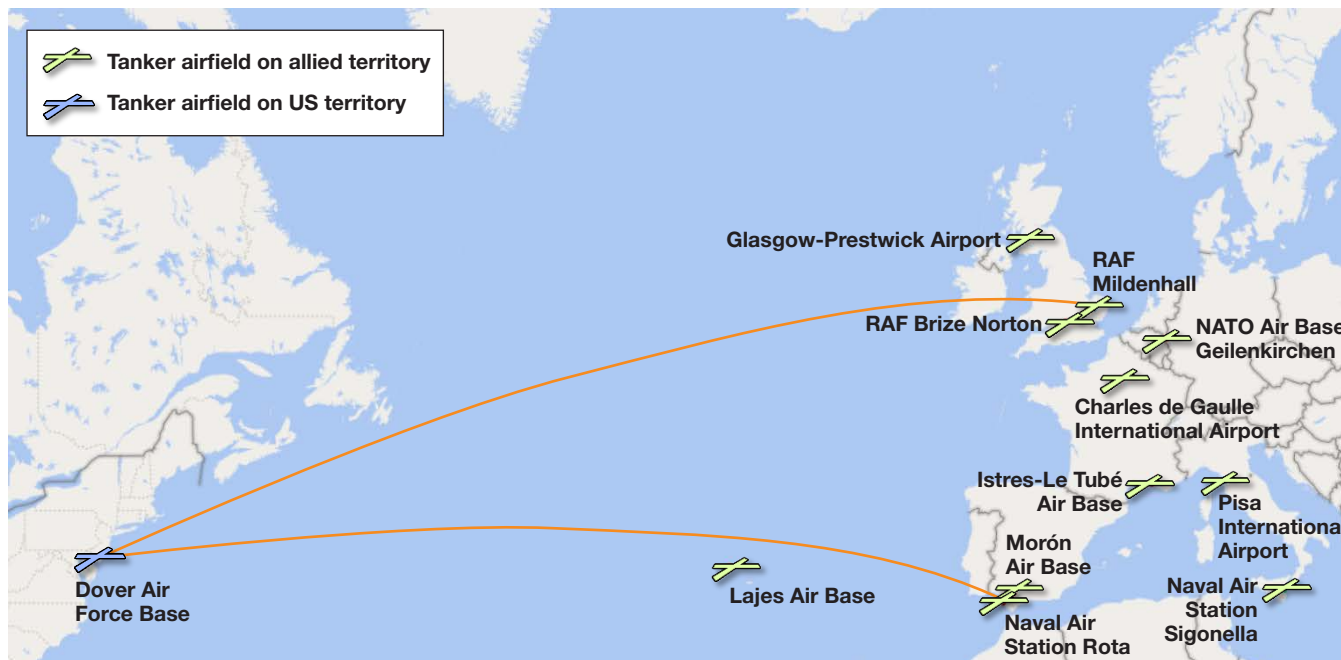 Tanker airfield on allied territory
Tanker airfield on US territory
Glasgow-Prestwick Airport
RAF
Mildenhall
RAF Brize Norton
NATO Air Base
Geilenkirchen
Charles de Gaulle
International Airport
Istres-Le Tubé
Air Base
Pisa
International
Airport
Morón
Air Base
Dover Air
Force Base
Lajes Air Base
Naval Air
Station
Sigonella
Naval Air
Station Rota